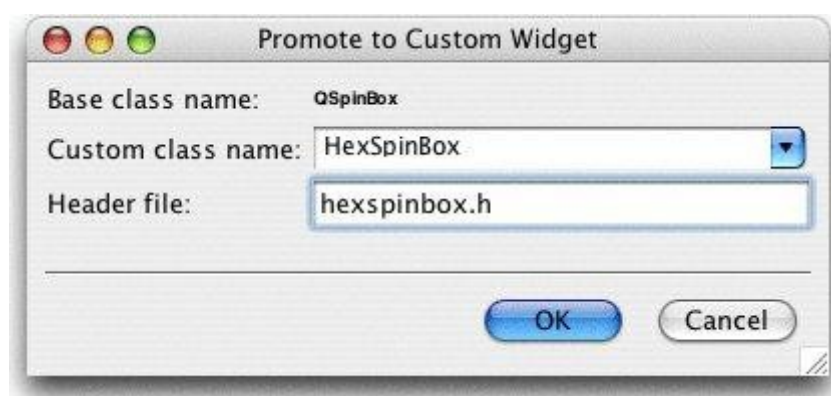 Promote to Custom Widget
Base class name: QSpinBox
Custom class name: HexSpinBox
Header file: hexspinbox.h
OK Cancel